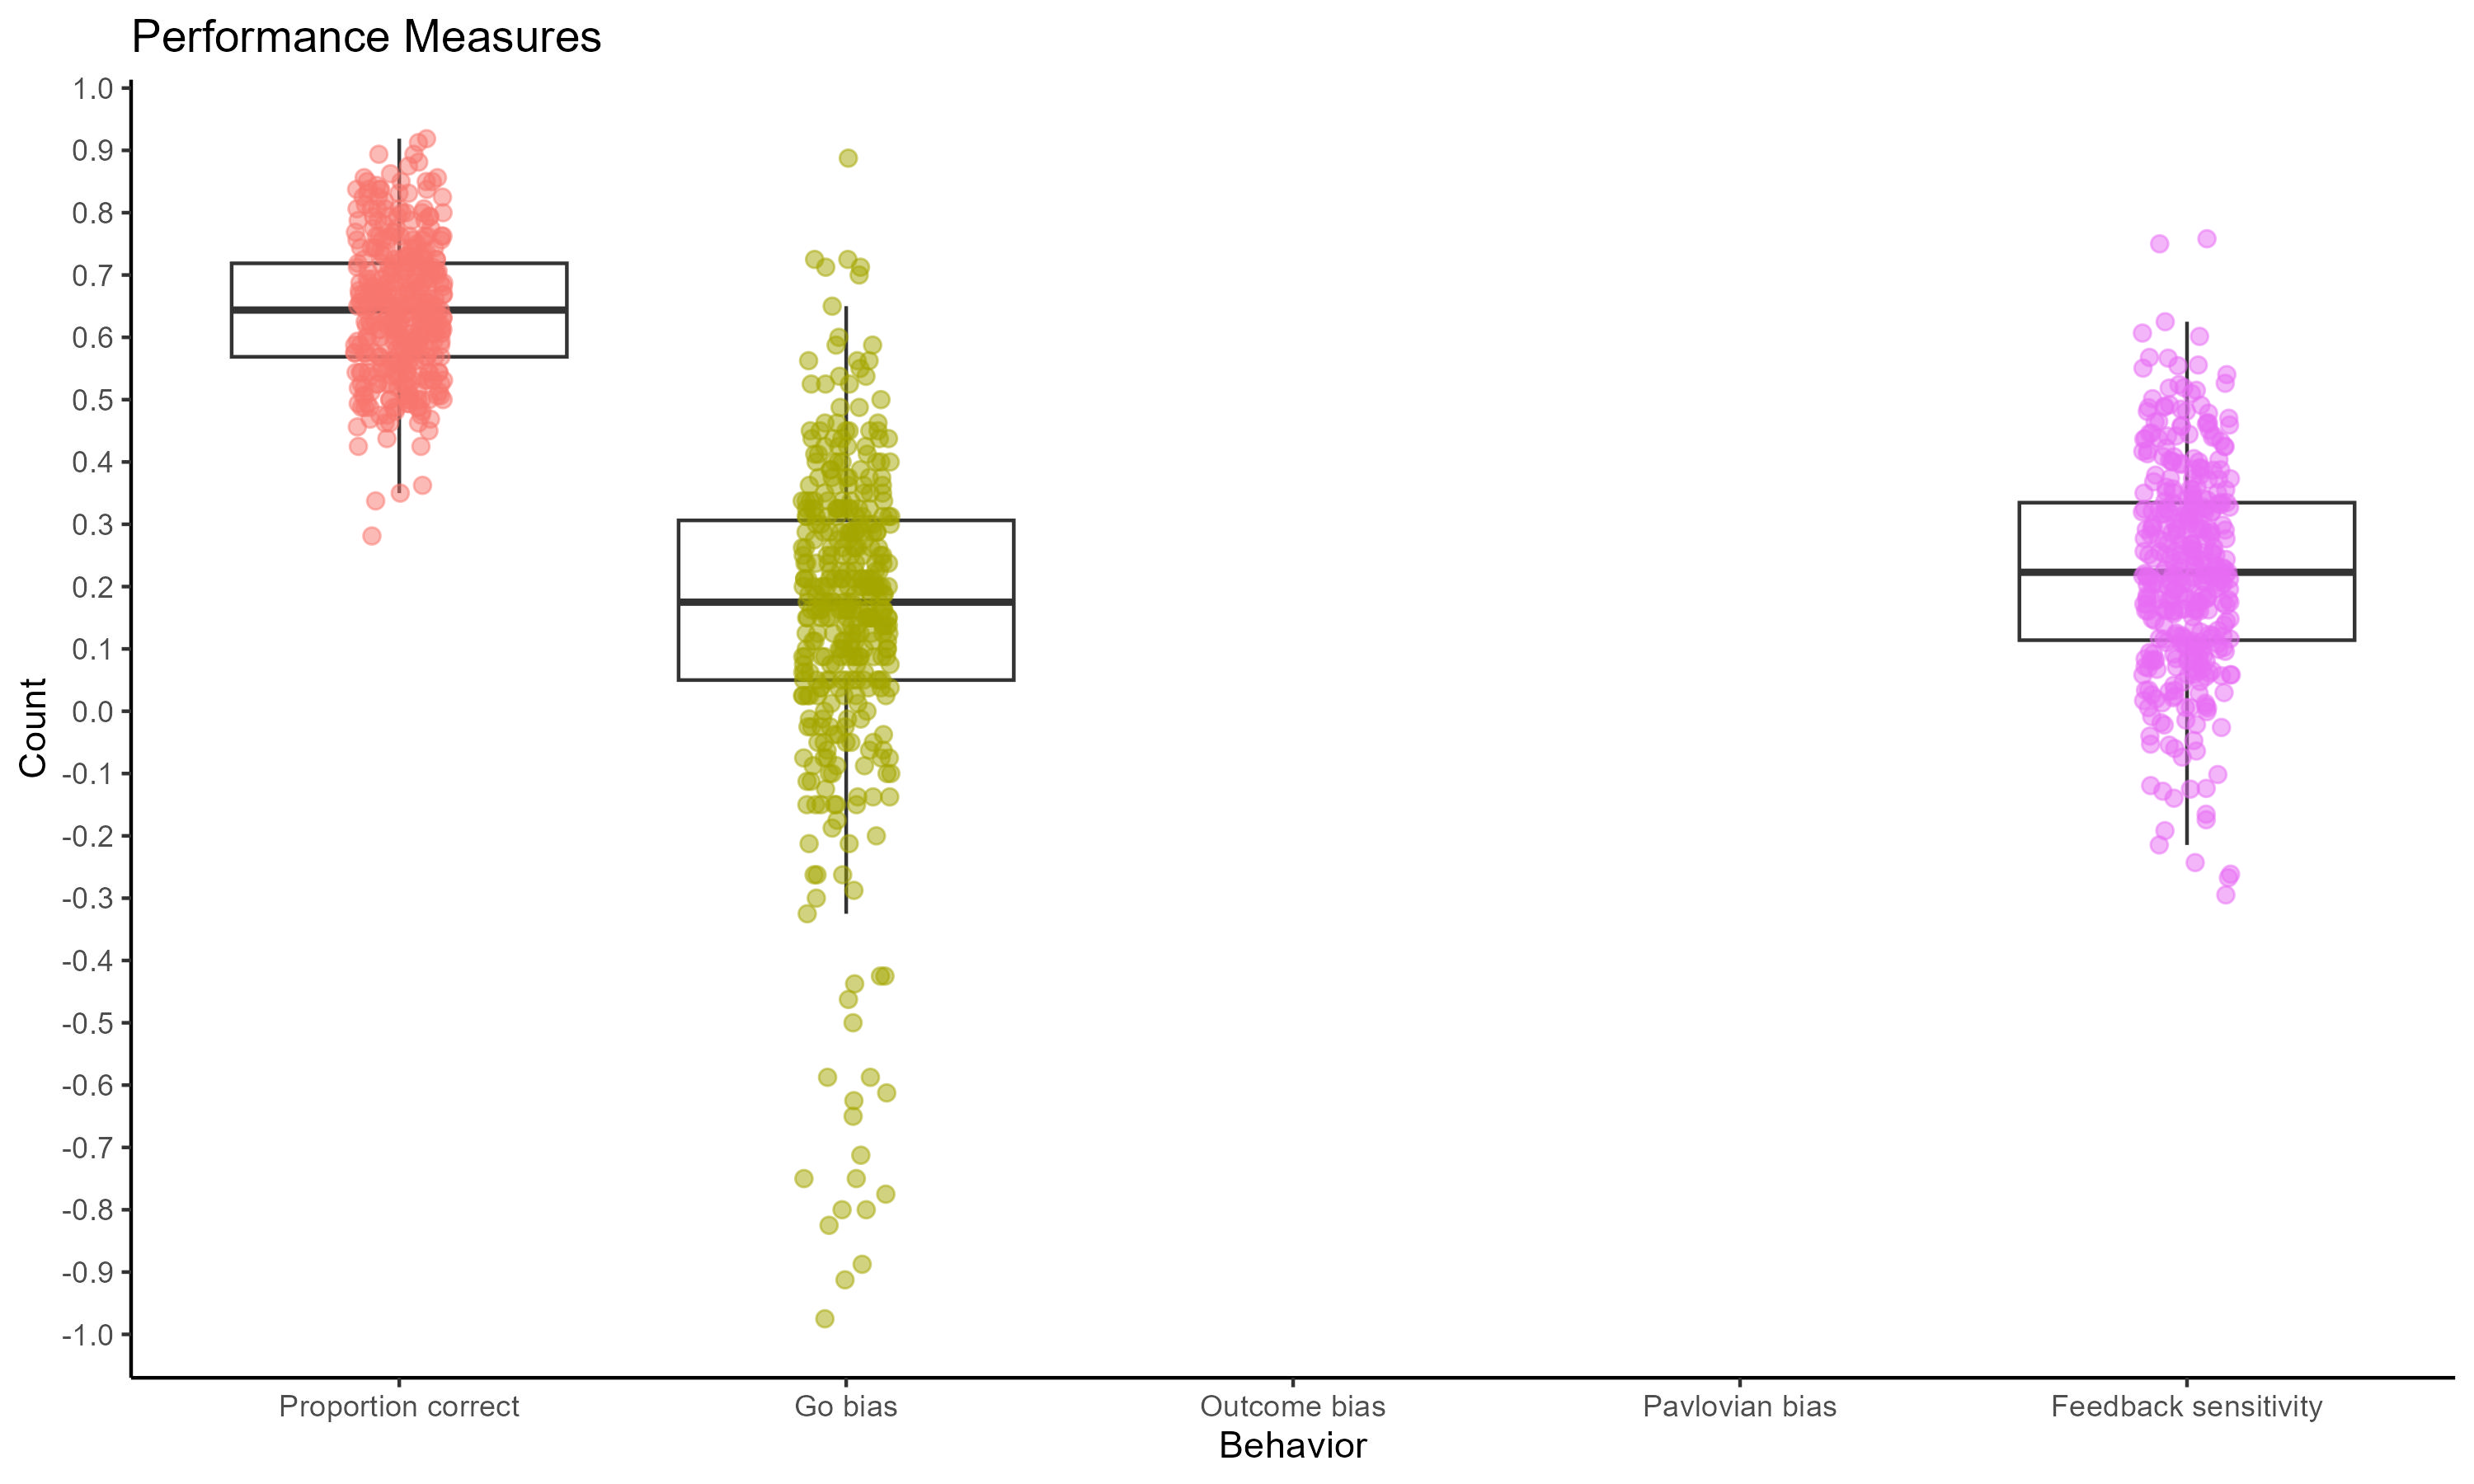 Performance Measures
1.0
0.9
0.8
0.7
0.6
0.5
0.4
0.3
0.2
0.1
0.0
-0.1
-0.2
-0.3
-0.4
-0.5
-0.6
-0.7
-0.8
-0.9
-1.0
Count
Proportion correct
Go bias
Outcome bias
Pavlovian bias
Feedback sensitivity
Behavior